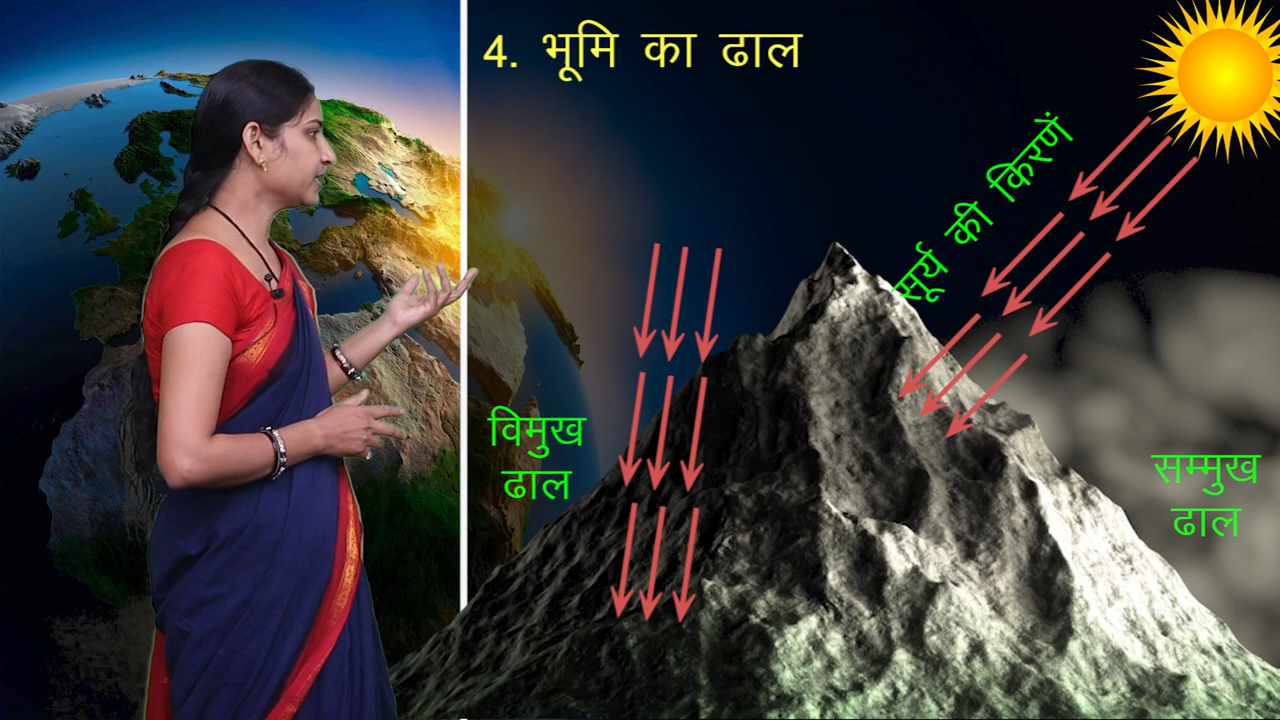 4. भूमि का ढाल
सूर्य की किरणें
विमुख
ढाल
सम्मुख
ढाल